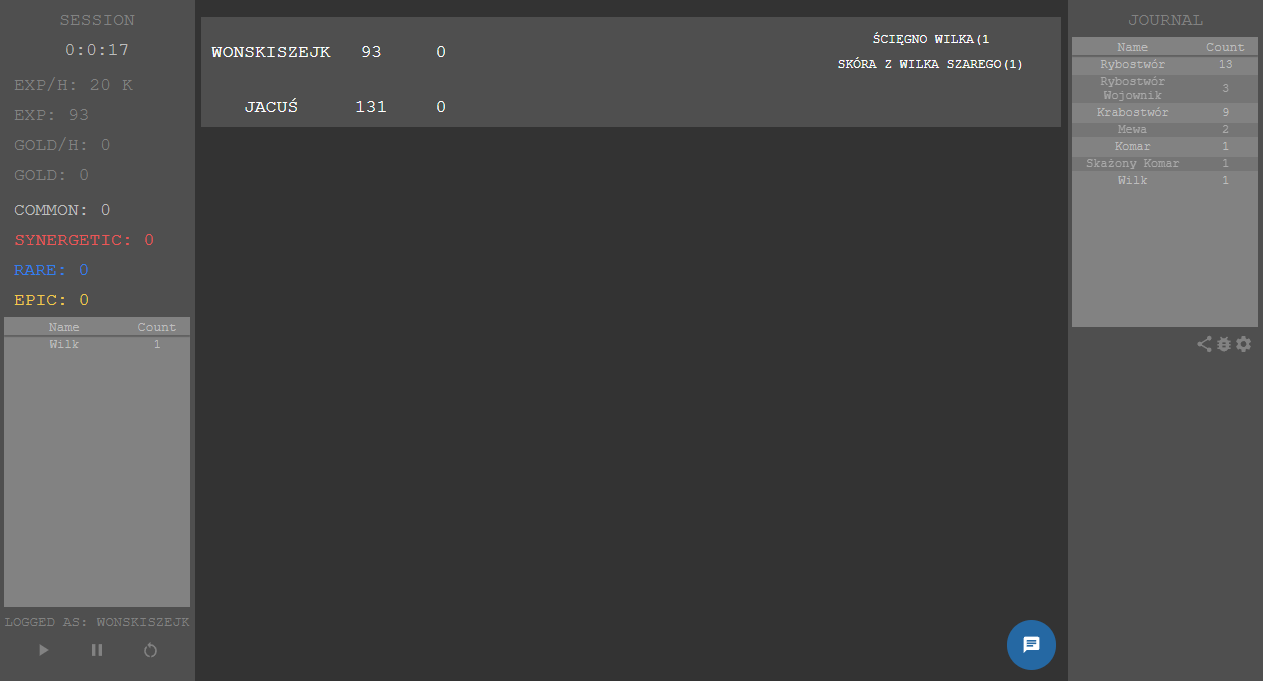 SESSION
0:0:17
EXP/H: 20 K
EXP: 93
GOLD/H: 0
GOLD: 0
COMMON: 0
SYNERGETIC: 0
RARE: 0
EPIC: 0
Name Count
Wilk 1
LOGGED AS: WONSKISZEJK
WONSKISZEJK 93 0
ŚCIĘGNO WILKA(1
SKÓRA Z WILKA SZAREGO(1)
JACUŚ 131 0
JOURNAL
Name Count
Rybostwór 13
Rybostwór
Wojownik 3
Krabostwór 9
Mewa 2
Komar 1
Skażony Komar 1
Wilk 1